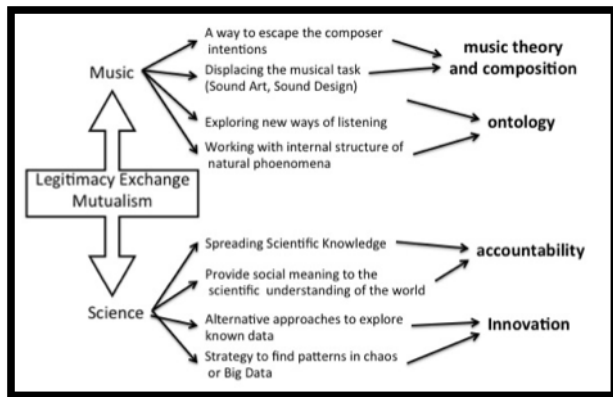 A way to escape the composer
intentions
music theory
and composition
Music
Displacing the musical task
(Sound Art, Sound Design)
Exploring new ways of listening
ontology
Working with internal structure of
natural phoenomena
Legitimacy Exchange
Mutualism
Spreading Scientific Knowledge
accountability
Provide social meaning to the
scientific understanding of the world
Science
Alternative approaches to explore
known data
Innovation
Strategy to find patterns in chaos
or Big Data